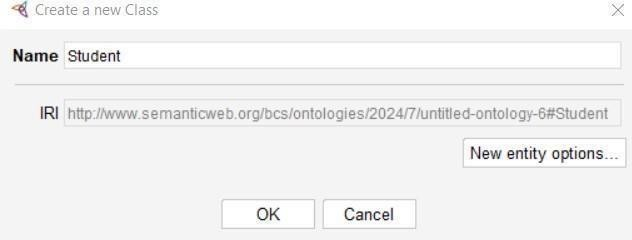 Create a new Class
Name Student
IRI http://www.semanticweb.org/bcs/ontologies/2024/7/untitled-ontology-6#Student
New entity options...
OK Cancel